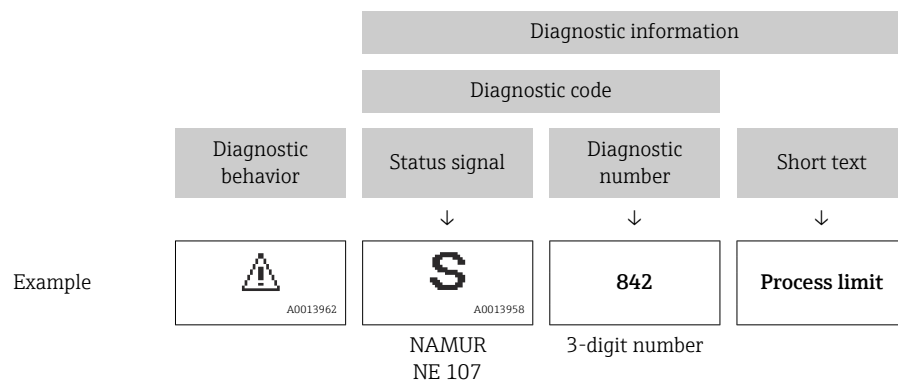 Diagnostic information
Diagnostic code
Diagnostic
behavior
Status signal
Diagnostic
number
Short text
↓ ↓ ↓
Example
A0013962
S
A0013958
842
Process limit
NAMUR
NE 107
3-digit number